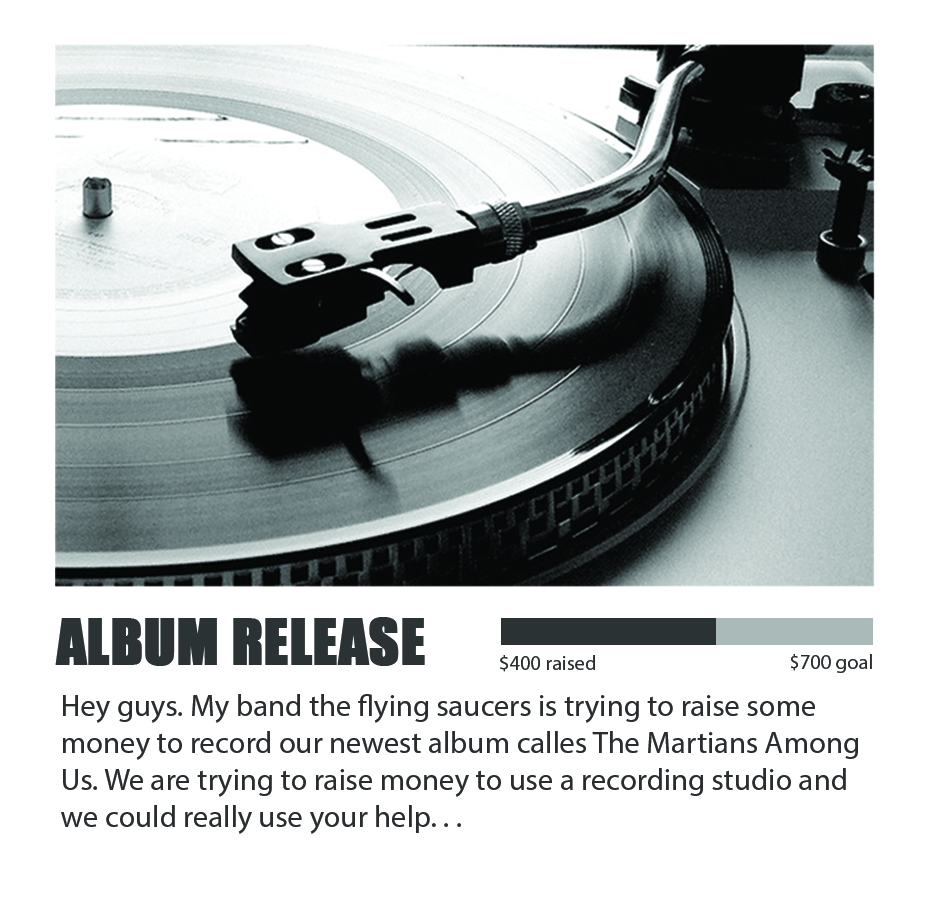 ALBUM RELEASE
$400 raised
$700 goal
Hey guys. My band the flying saucers is trying to raise some
money to record our newest album calles The Martians Among
Us. We are trying to raise money to use a recording studio and
we could really use your help. . .